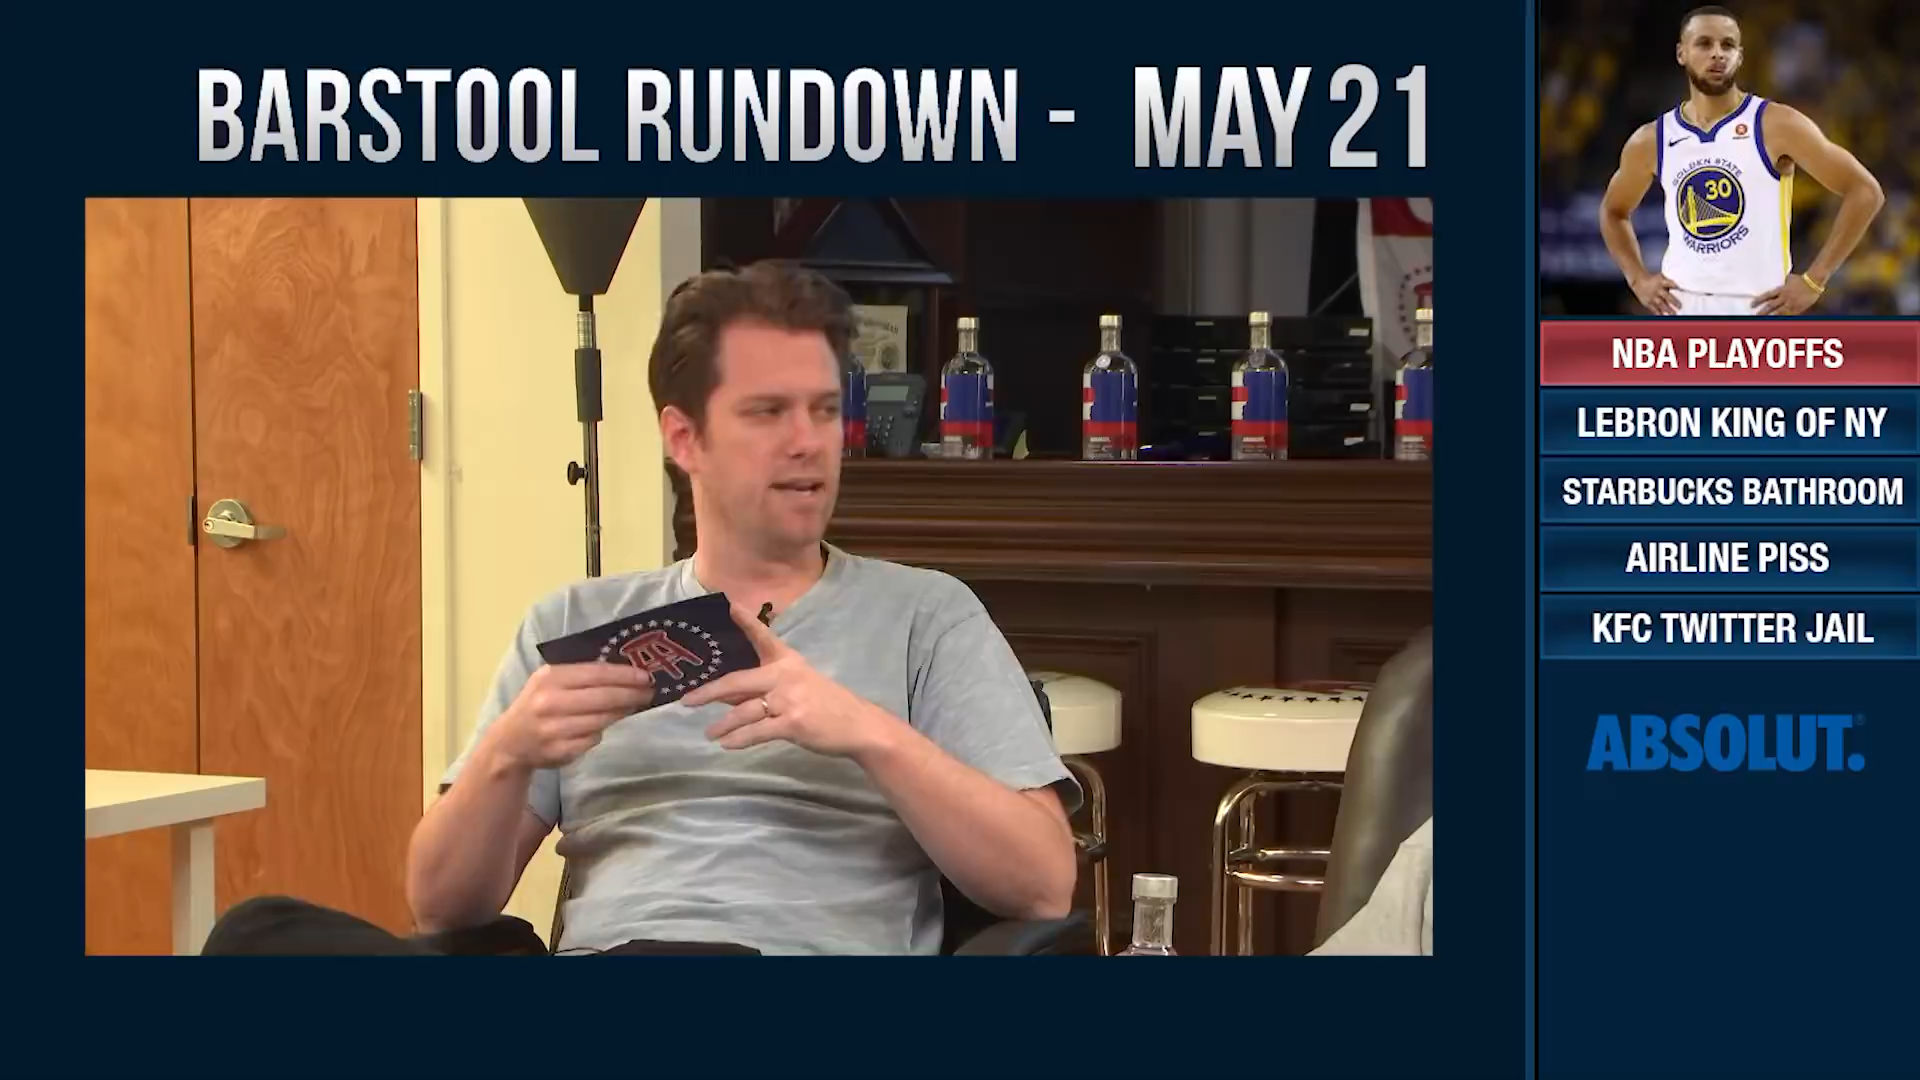 BARSTOOL RUNDOWN - MAY 21
GOLDEN STATE
30
WARRIORS
NBA PLAYOFFS
LEBRON KING OF NY
STARBUCKS BATHROOM
AIRLINE PISS
KFC TWITTER JAIL
ABSOLUT.